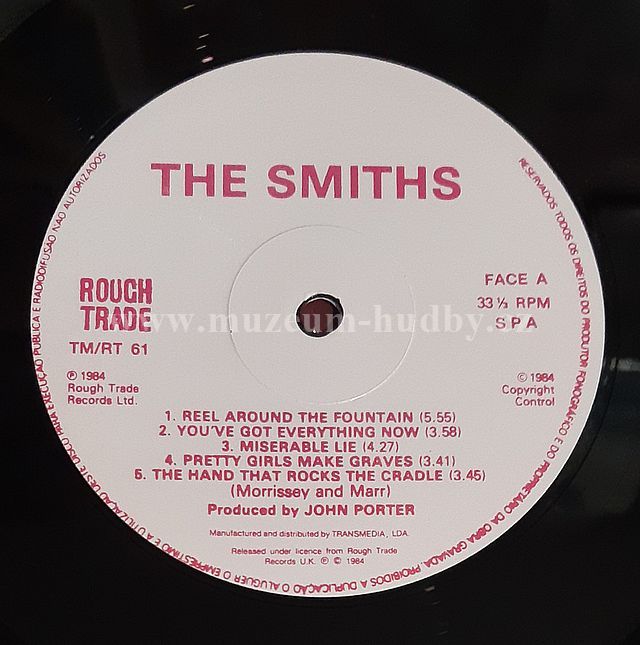 THE SMITHS
ROUGH
TRADE
TM/RT 61
℗ 1984
Rough Trade
Records Ltd.
FACE A
33 ⅓ RPM
SPA
© 1984
Copyright
Control
www.muzeum-hudby.cz
1. REEL AROUND THE FOUNTAIN (5.55)
2. YOU'VE GOT EVERYTHING NOW (3.58)
3. MISERABLE LIE (4.27)
4. PRETTY GIRLS MAKE GRAVES (3.41)
5. THE HAND THAT ROCKS THE CRADLE (3.45)
(Morrissey and Marr)
Produced by JOHN PORTER
Manufactured and distributed by TRANSMEDIA, LDA.
Released under licence from Rough Trade
Records U.K. ℗ © 1984
RESERVADOS TODOS OS DIREITOS DO PRODUTOR FONOGRÁFICO E DO PROPRIETÁRIO DA OBRA GRAVADA. PROIBIDOS A DUPLICAÇÃO O ALUGUER O EMPRÉSTIMO E A UTILIZAÇÃO DESTE DISCO PARA EXECUÇÃO PUBLICA E RADIODIFUSÃO NAO AUTORIZADOS